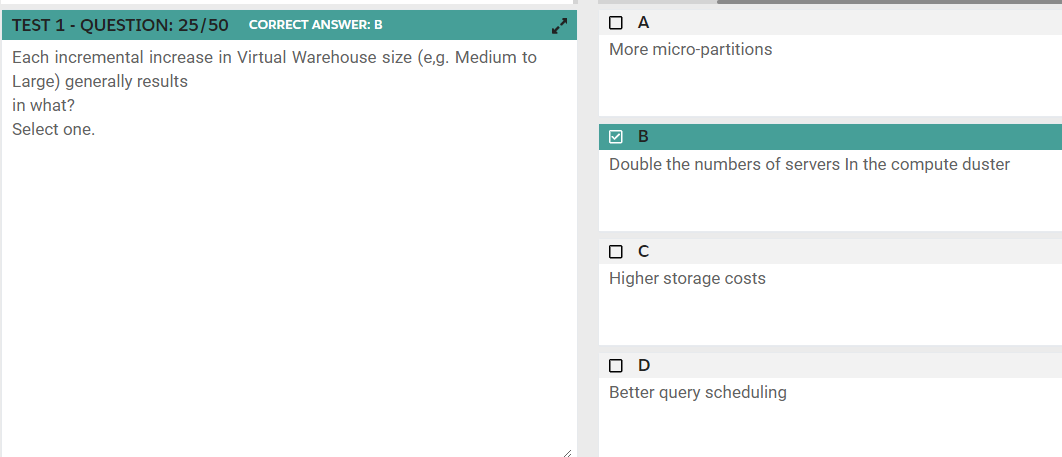 TEST 1 - QUESTION: 25/50 CORRECT ANSWER: B
Each incremental increase in Virtual Warehouse size (e,g. Medium to
Large) generally results
in what?
Select one.
A
More micro-partitions
B
Double the numbers of servers In the compute duster
C
Higher storage costs
D
Better query scheduling